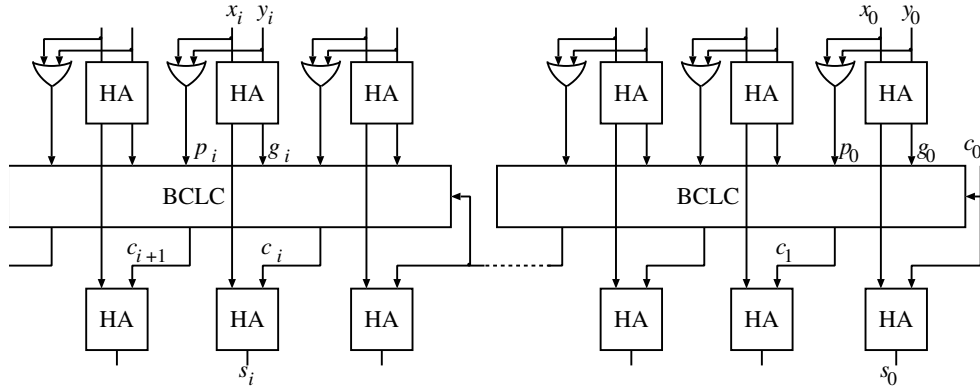 x_i y_i x_0 y_0
HA HA HA HA HA HA
p_i g_i p_0 g_0 c_0
BCLC BCLC
c_{i+1} c_i c_1
HA HA HA HA HA HA
s_i s_0